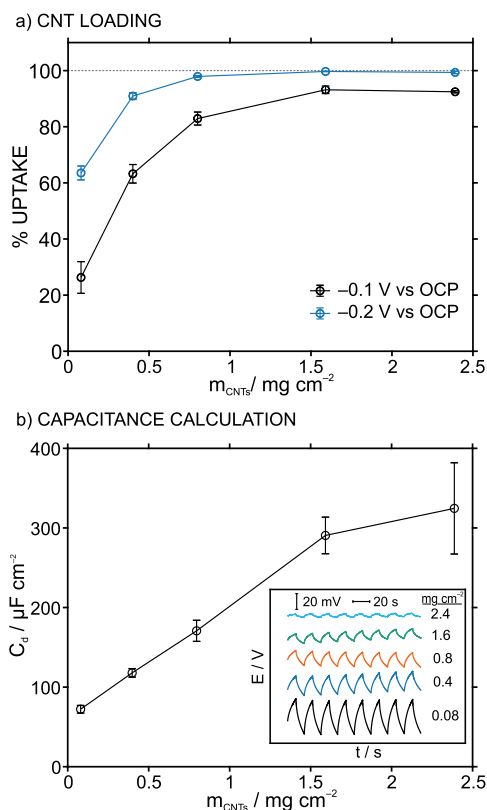 a) CNT LOADING
100
80
60
40
20
0
% UPTAKE
–0.1 V vs OCP
–0.2 V vs OCP
0 0.5 1 1.5 2 2.5
m_CNTs / mg cm⁻²
b) CAPACITANCE CALCULATION
400
300
200
100
0
C_d / µF cm⁻²
20 mV 20 s mg cm⁻²
2.4
1.6
0.8
0.4
0.08
E / V
t / s
0 0.5 1 1.5 2 2.5
m_CNTs / mg cm⁻²